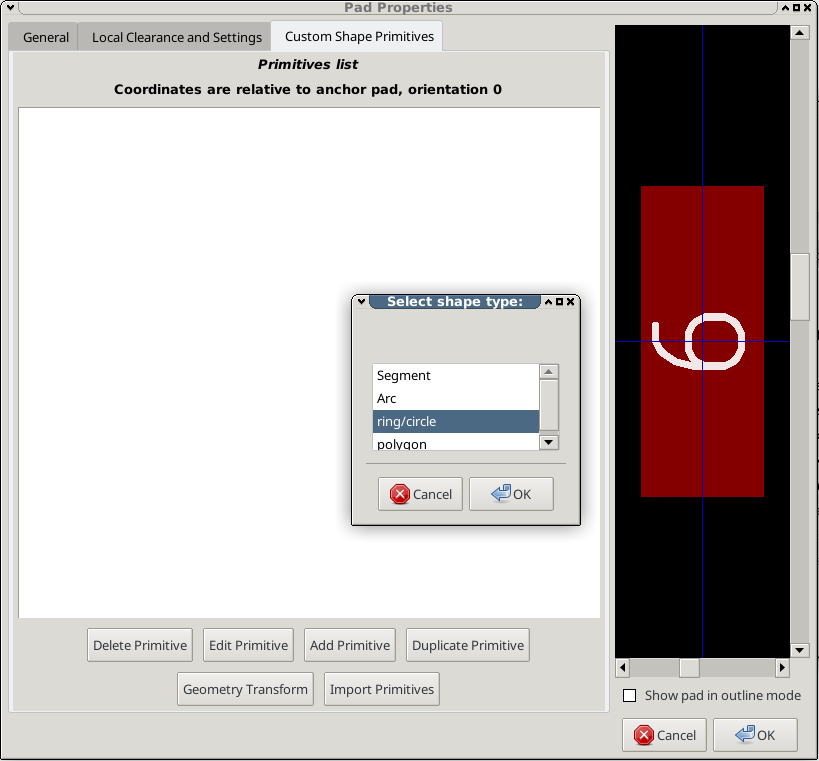 Pad Properties
General Local Clearance and Settings Custom Shape Primitives
Primitives list
Coordinates are relative to anchor pad, orientation 0
Select shape type:
Segment
Arc
ring/circle
polygon
Cancel OK
Delete Primitive Edit Primitive Add Primitive Duplicate Primitive
Geometry Transform Import Primitives
6
Show pad in outline mode
Cancel OK